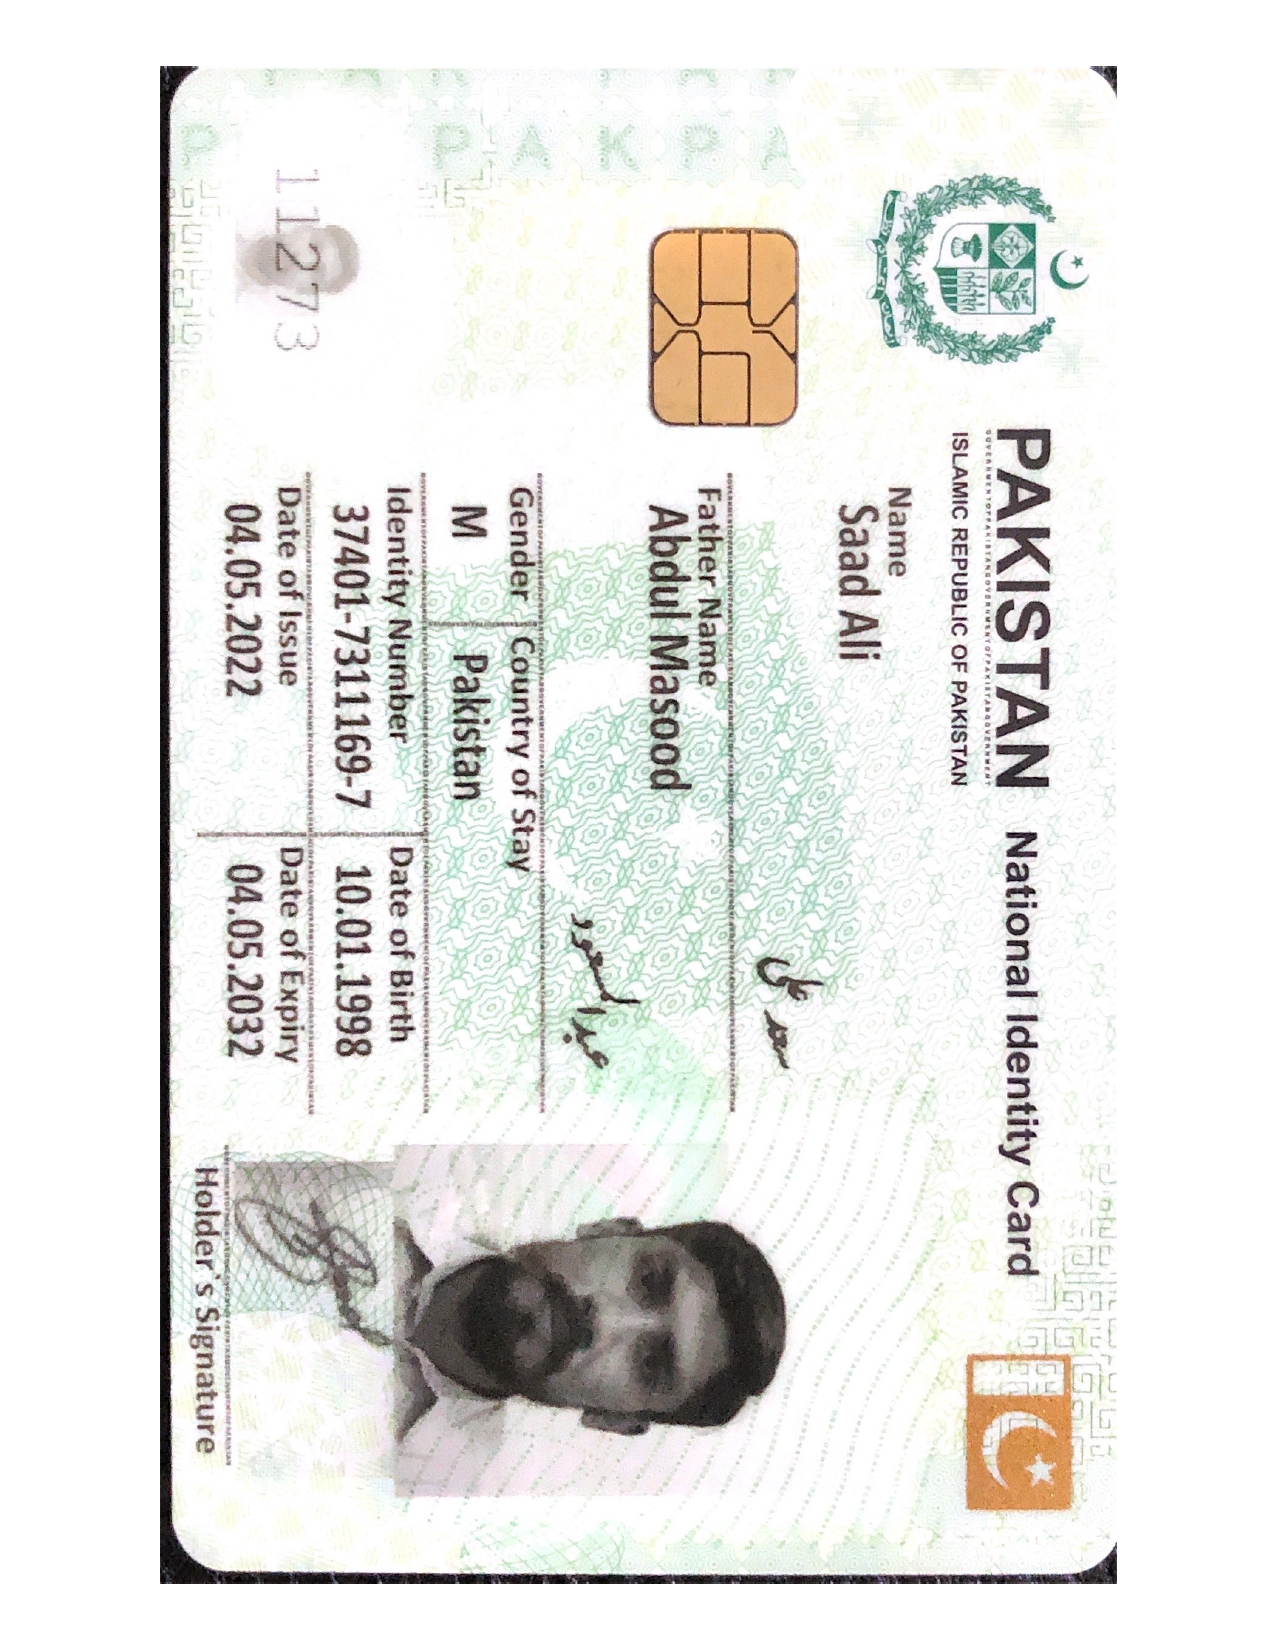 PAKISTAN National Identity Card
ISLAMIC REPUBLIC OF PAKISTAN
Name
Saad Ali
سعد علی
Father Name
Abdul Masood
عبدالمسعود
Gender Country of Stay
M Pakistan
Identity Number Date of Birth
37401-7311169-7 10.01.1998
Date of Issue Date of Expiry
04.05.2022 04.05.2032
11273
Holder's Signature
P PAKPA